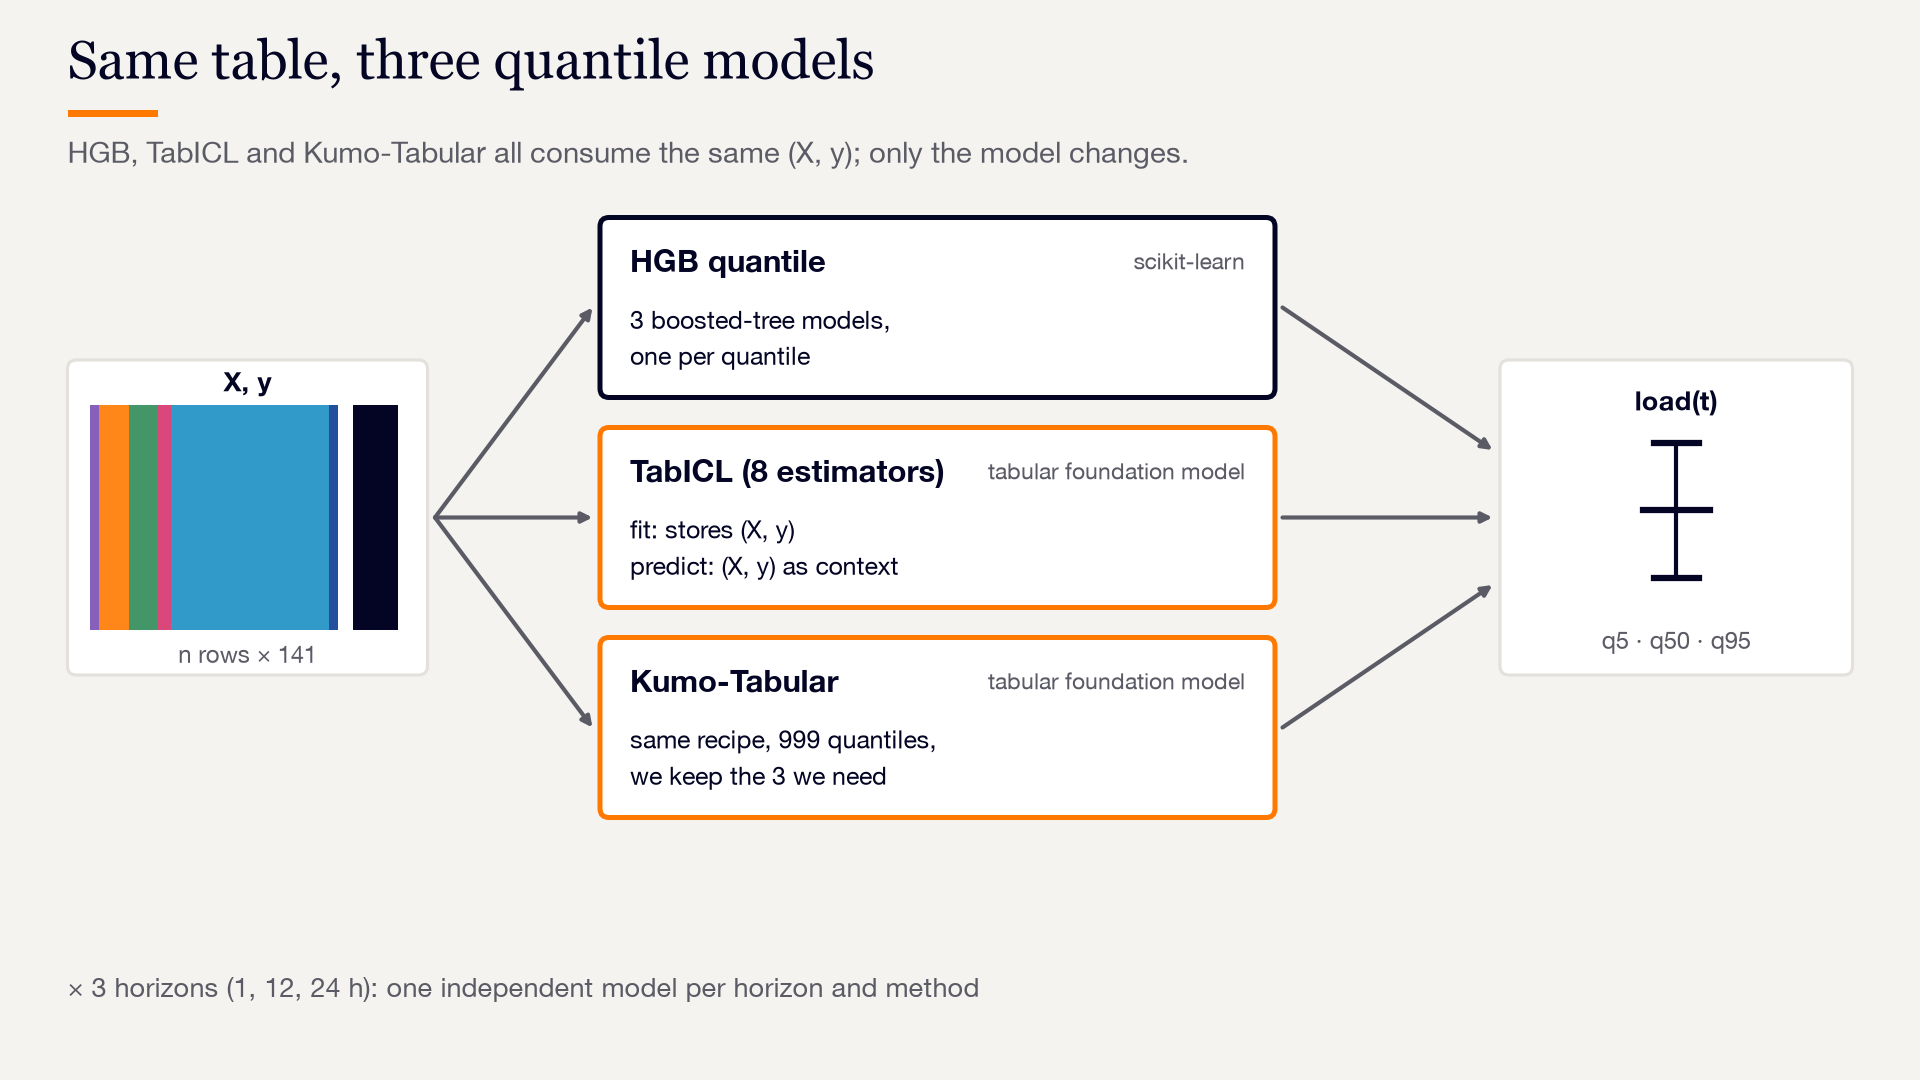 Same table, three quantile models
HGB, TabICL and Kumo-Tabular all consume the same (X, y); only the model changes.
X, y
n rows × 141
HGB quantile
scikit-learn
3 boosted-tree models,
one per quantile
TabICL (8 estimators)
tabular foundation model
fit: stores (X, y)
predict: (X, y) as context
Kumo-Tabular
tabular foundation model
same recipe, 999 quantiles,
we keep the 3 we need
load(t)
q5 · q50 · q95
× 3 horizons (1, 12, 24 h): one independent model per horizon and method